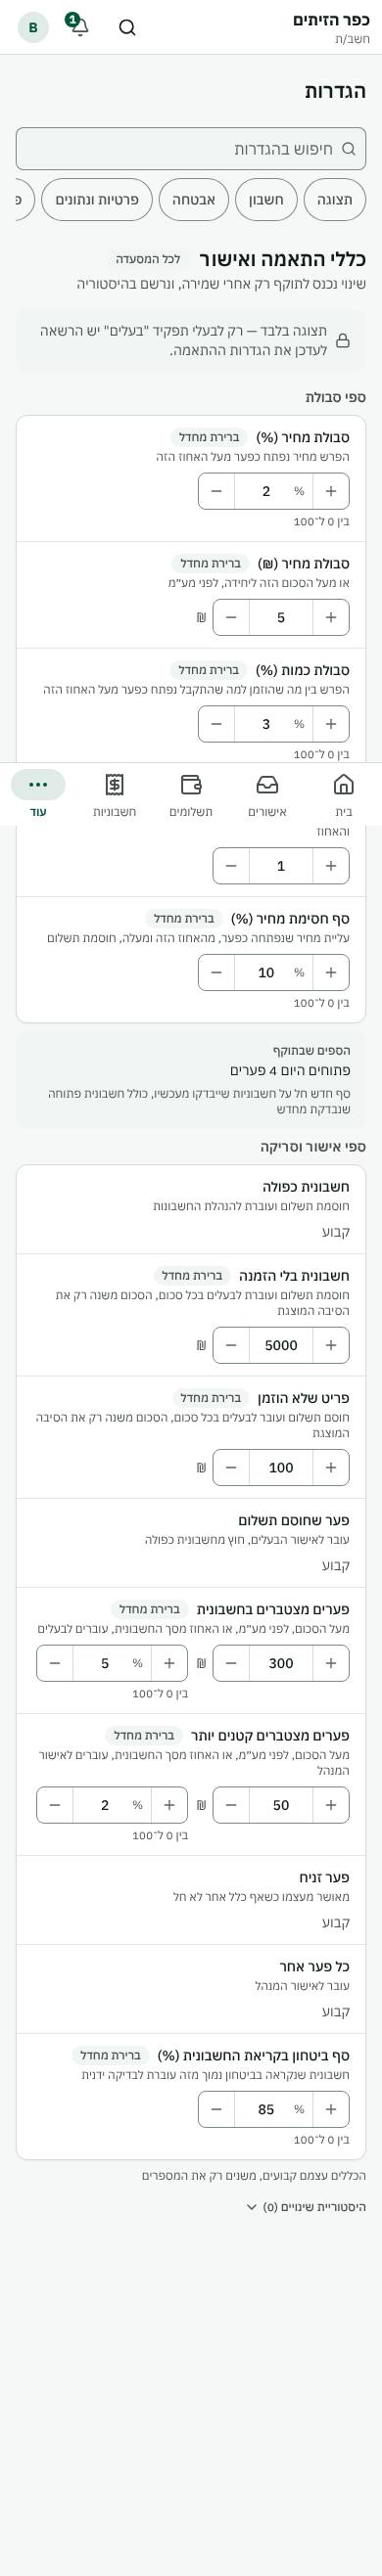 כפר הזיתים
חשב/ת
1
B
הגדרות
חיפוש בהגדרות
תצוגה
חשבון
אבטחה
פרטיות ונתונים
כללי התאמה ואישור
לכל המסעדה
שינוי נכנס לתוקף רק אחרי שמירה, ונרשם בהיסטוריה
תצוגה בלבד — רק לבעלי תפקיד "בעלים" יש הרשאה
לעדכן את הגדרות ההתאמה.
ספי סבולת
סבולת מחיר (%) ברירת מחדל
הפרש מחיר נפתח כפער מעל האחוז הזה
+ % 2 −
בין 0 ל־100
סבולת מחיר (₪) ברירת מחדל
או מעל הסכום הזה ליחידה, לפני מע״מ
+ 5 − ₪
סבולת כמות (%) ברירת מחדל
הפרש בין מה שהוזמן למה שהתקבל נפתח כפער מעל האחוז הזה
+ % 3 −
בין 0 ל־100
בית
אישורים
תשלומים
חשבוניות
עוד
והאחוז
+ 1 −
סף חסימת מחיר (%) ברירת מחדל
עליית מחיר שנפתחה כפער, מהאחוז הזה ומעלה, חוסמת תשלום
+ % 10 −
בין 0 ל־100
הספים שבתוקף
פתוחים היום 4 פערים
סף חדש חל על חשבוניות שייבדקו מעכשיו, כולל חשבונית פתוחה
שנבדקת מחדש
ספי אישור וסריקה
חשבונית כפולה
חוסמת תשלום ועוברת להנהלת החשבונות
קבוע
חשבונית בלי הזמנה ברירת מחדל
חוסמת תשלום ועוברת לבעלים בכל סכום, הסכום משנה רק את
הסיבה המוצגת
+ 5000 − ₪
פריט שלא הוזמן ברירת מחדל
חוסם תשלום ועובר לבעלים בכל סכום, הסכום משנה רק את הסיבה
המוצגת
+ 100 − ₪
פער שחוסם תשלום
עובר לאישור הבעלים, חוץ מחשבונית כפולה
קבוע
פערים מצטברים בחשבונית ברירת מחדל
מעל הסכום, לפני מע״מ, או האחוז מסך החשבונית, עוברים לבעלים
+ 300 − ₪ + % 5 −
בין 0 ל־100
פערים מצטברים קטנים יותר ברירת מחדל
מעל הסכום, לפני מע״מ, או האחוז מסך החשבונית, עוברים לאישור
המנהל
+ 50 − ₪ + % 2 −
בין 0 ל־100
פער זניח
מאושר מעצמו כשאף כלל אחר לא חל
קבוע
כל פער אחר
עובר לאישור המנהל
קבוע
סף ביטחון בקריאת החשבונית (%) ברירת מחדל
חשבונית שנקראה בביטחון נמוך מזה עוברת לבדיקה ידנית
+ % 85 −
בין 0 ל־100
הכללים עצמם קבועים, משנים רק את המספרים
היסטוריית שינויים (0)